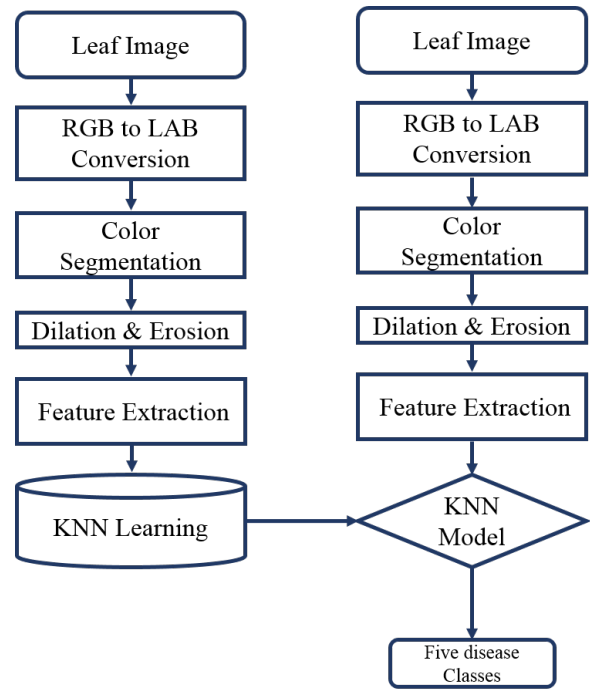 Leaf Image
RGB to LAB
Conversion
Color
Segmentation
Dilation & Erosion
Feature Extraction
KNN Learning
Leaf Image
RGB to LAB
Conversion
Color
Segmentation
Dilation & Erosion
Feature Extraction
KNN
Model
Five disease
Classes